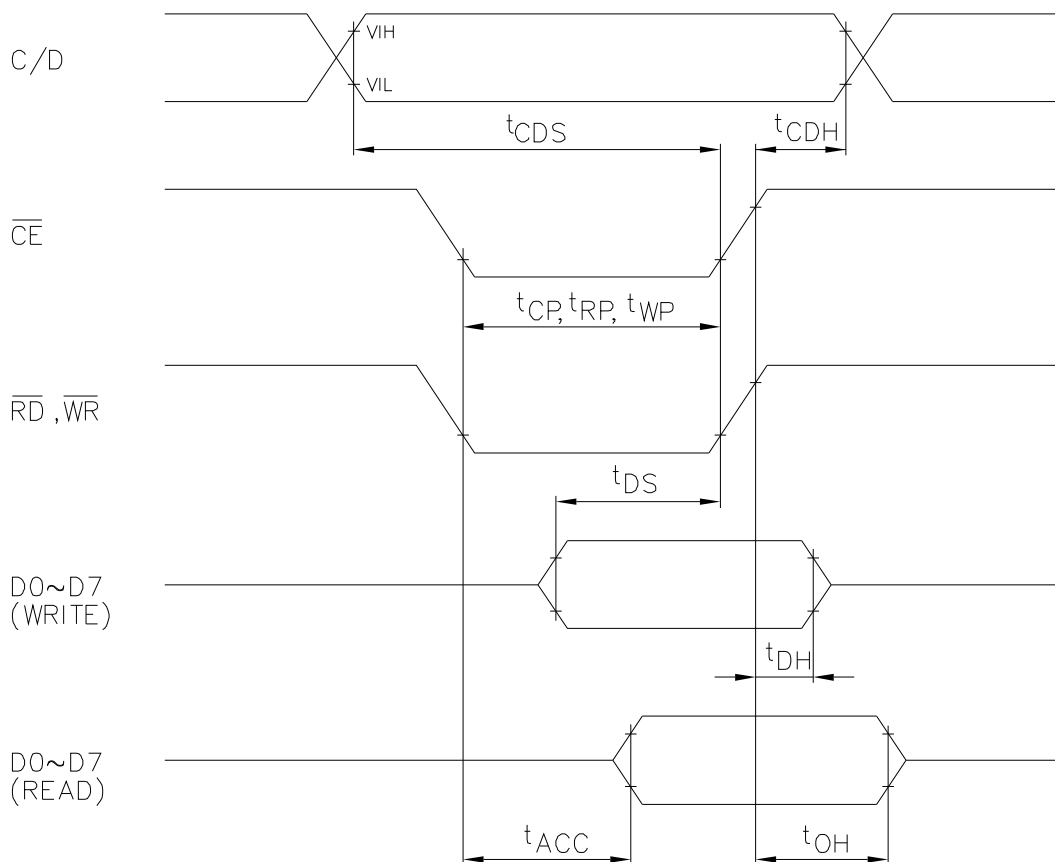 C/D
VIH
VIL
tCDS
tCDH
CE
tCP, tRP, tWP
RD , WR
tDS
D0~D7
(WRITE)
tDH
D0~D7
(READ)
tACC
tOH